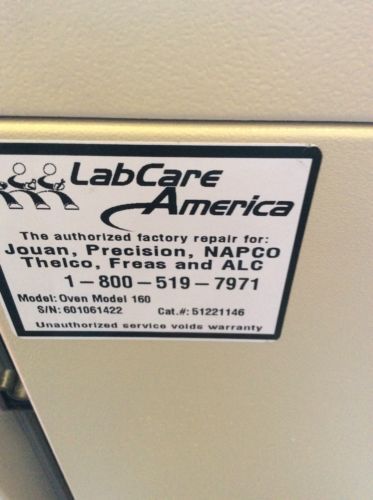 LabCare
America
The authorized factory repair for:
Jouan, Precision, NAPCO
Thelco, Freas and ALC
1-800-519-7971
Model: Oven Model 160
S/N: 601061422 Cat.#: 51221146
Unauthorized service voids warranty